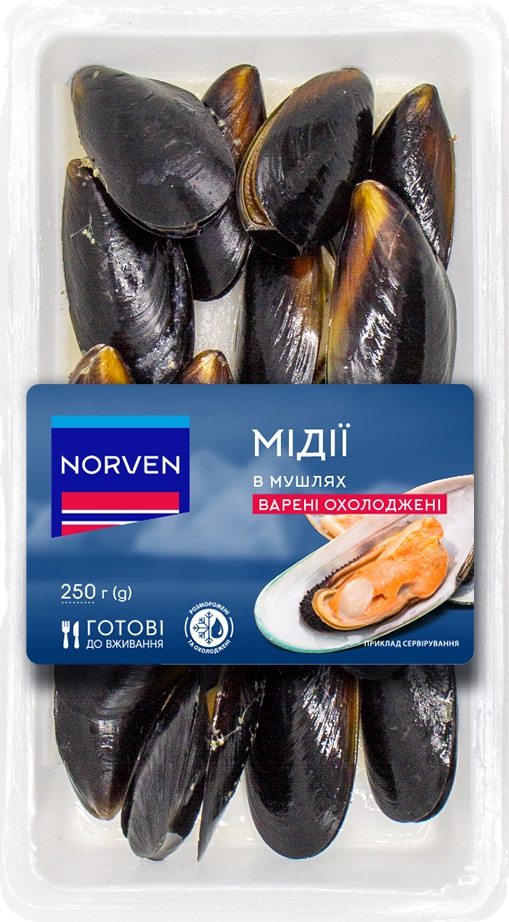 NORVEN
МІДІЇ
В МУШЛЯХ
ВАРЕНІ ОХОЛОДЖЕНІ
250 г (g)
ГОТОВІ
ДО ВЖИВАННЯ
РОЗМОРОЖЕНІ
ТА ОХОЛОДЖЕНІ
ПРИКЛАД СЕРВІРУВАННЯ